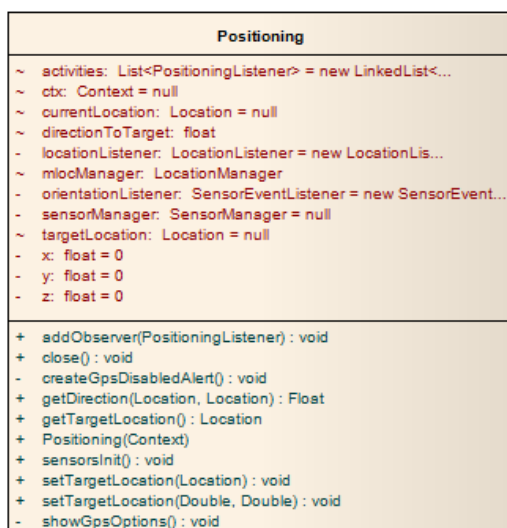 Positioning
~ activities: List<PositioningListener> = new LinkedList<...
~ ctx: Context = null
~ currentLocation: Location = null
~ directionToTarget: float
- locationListener: LocationListener = new LocationLis...
~ mlocManager: LocationManager
- orientationListener: SensorEventListener = new SensorEvent...
- sensorManager: SensorManager = null
~ targetLocation: Location = null
- x: float = 0
- y: float = 0
- z: float = 0
+ addObserver(PositioningListener) : void
+ close() : void
- createGpsDisabledAlert() : void
+ getDirection(Location, Location) : Float
+ getTargetLocation() : Location
+ Positioning(Context)
+ sensorsInit() : void
+ setTargetLocation(Location) : void
+ setTargetLocation(Double, Double) : void
- showGpsOptions() : void